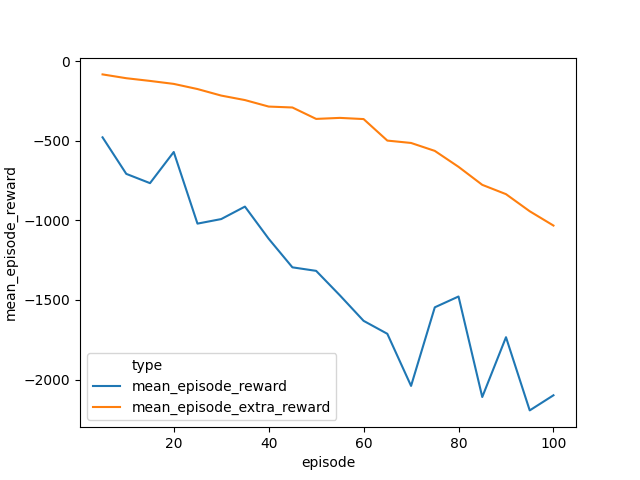 0
−500
−1000
−1500
−2000
mean_episode_reward
type
mean_episode_reward
mean_episode_extra_reward
20
40
60
80
100
episode